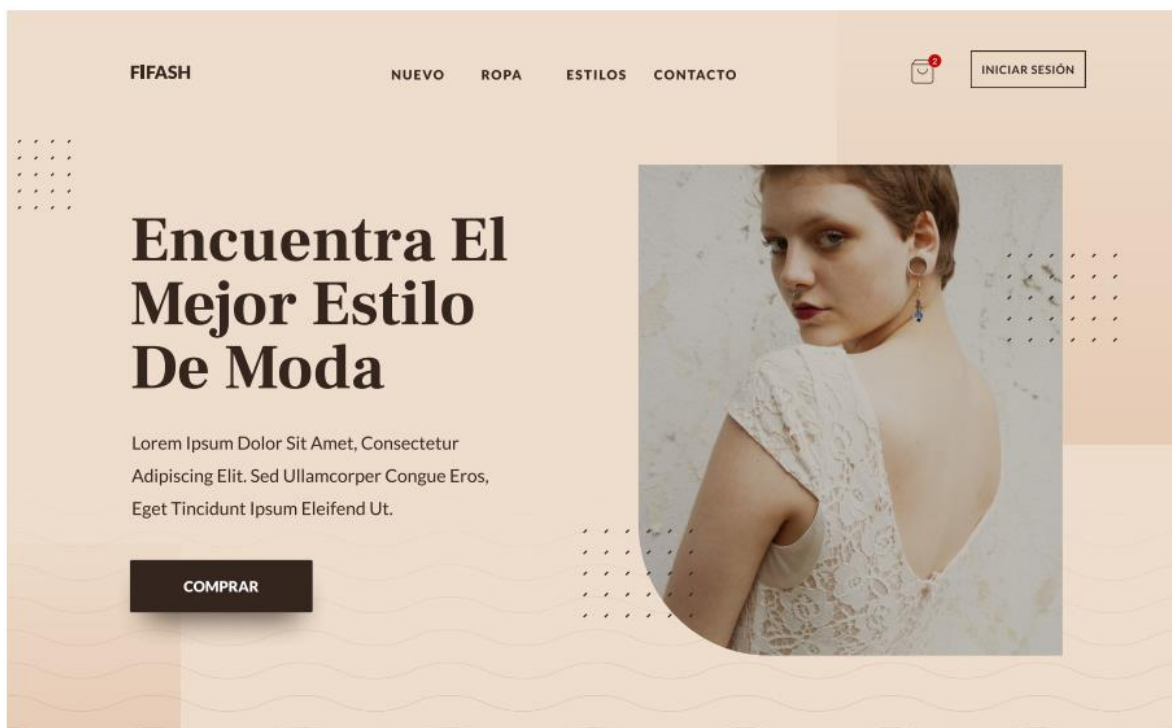 FIFASH
NUEVO ROPA ESTILOS CONTACTO
2
INICIAR SESIÓN
Encuentra El
Mejor Estilo
De Moda
Lorem Ipsum Dolor Sit Amet, Consectetur
Adipiscing Elit. Sed Ullamcorper Congue Eros,
Eget Tincidunt Ipsum Eleifend Ut.
COMPRAR